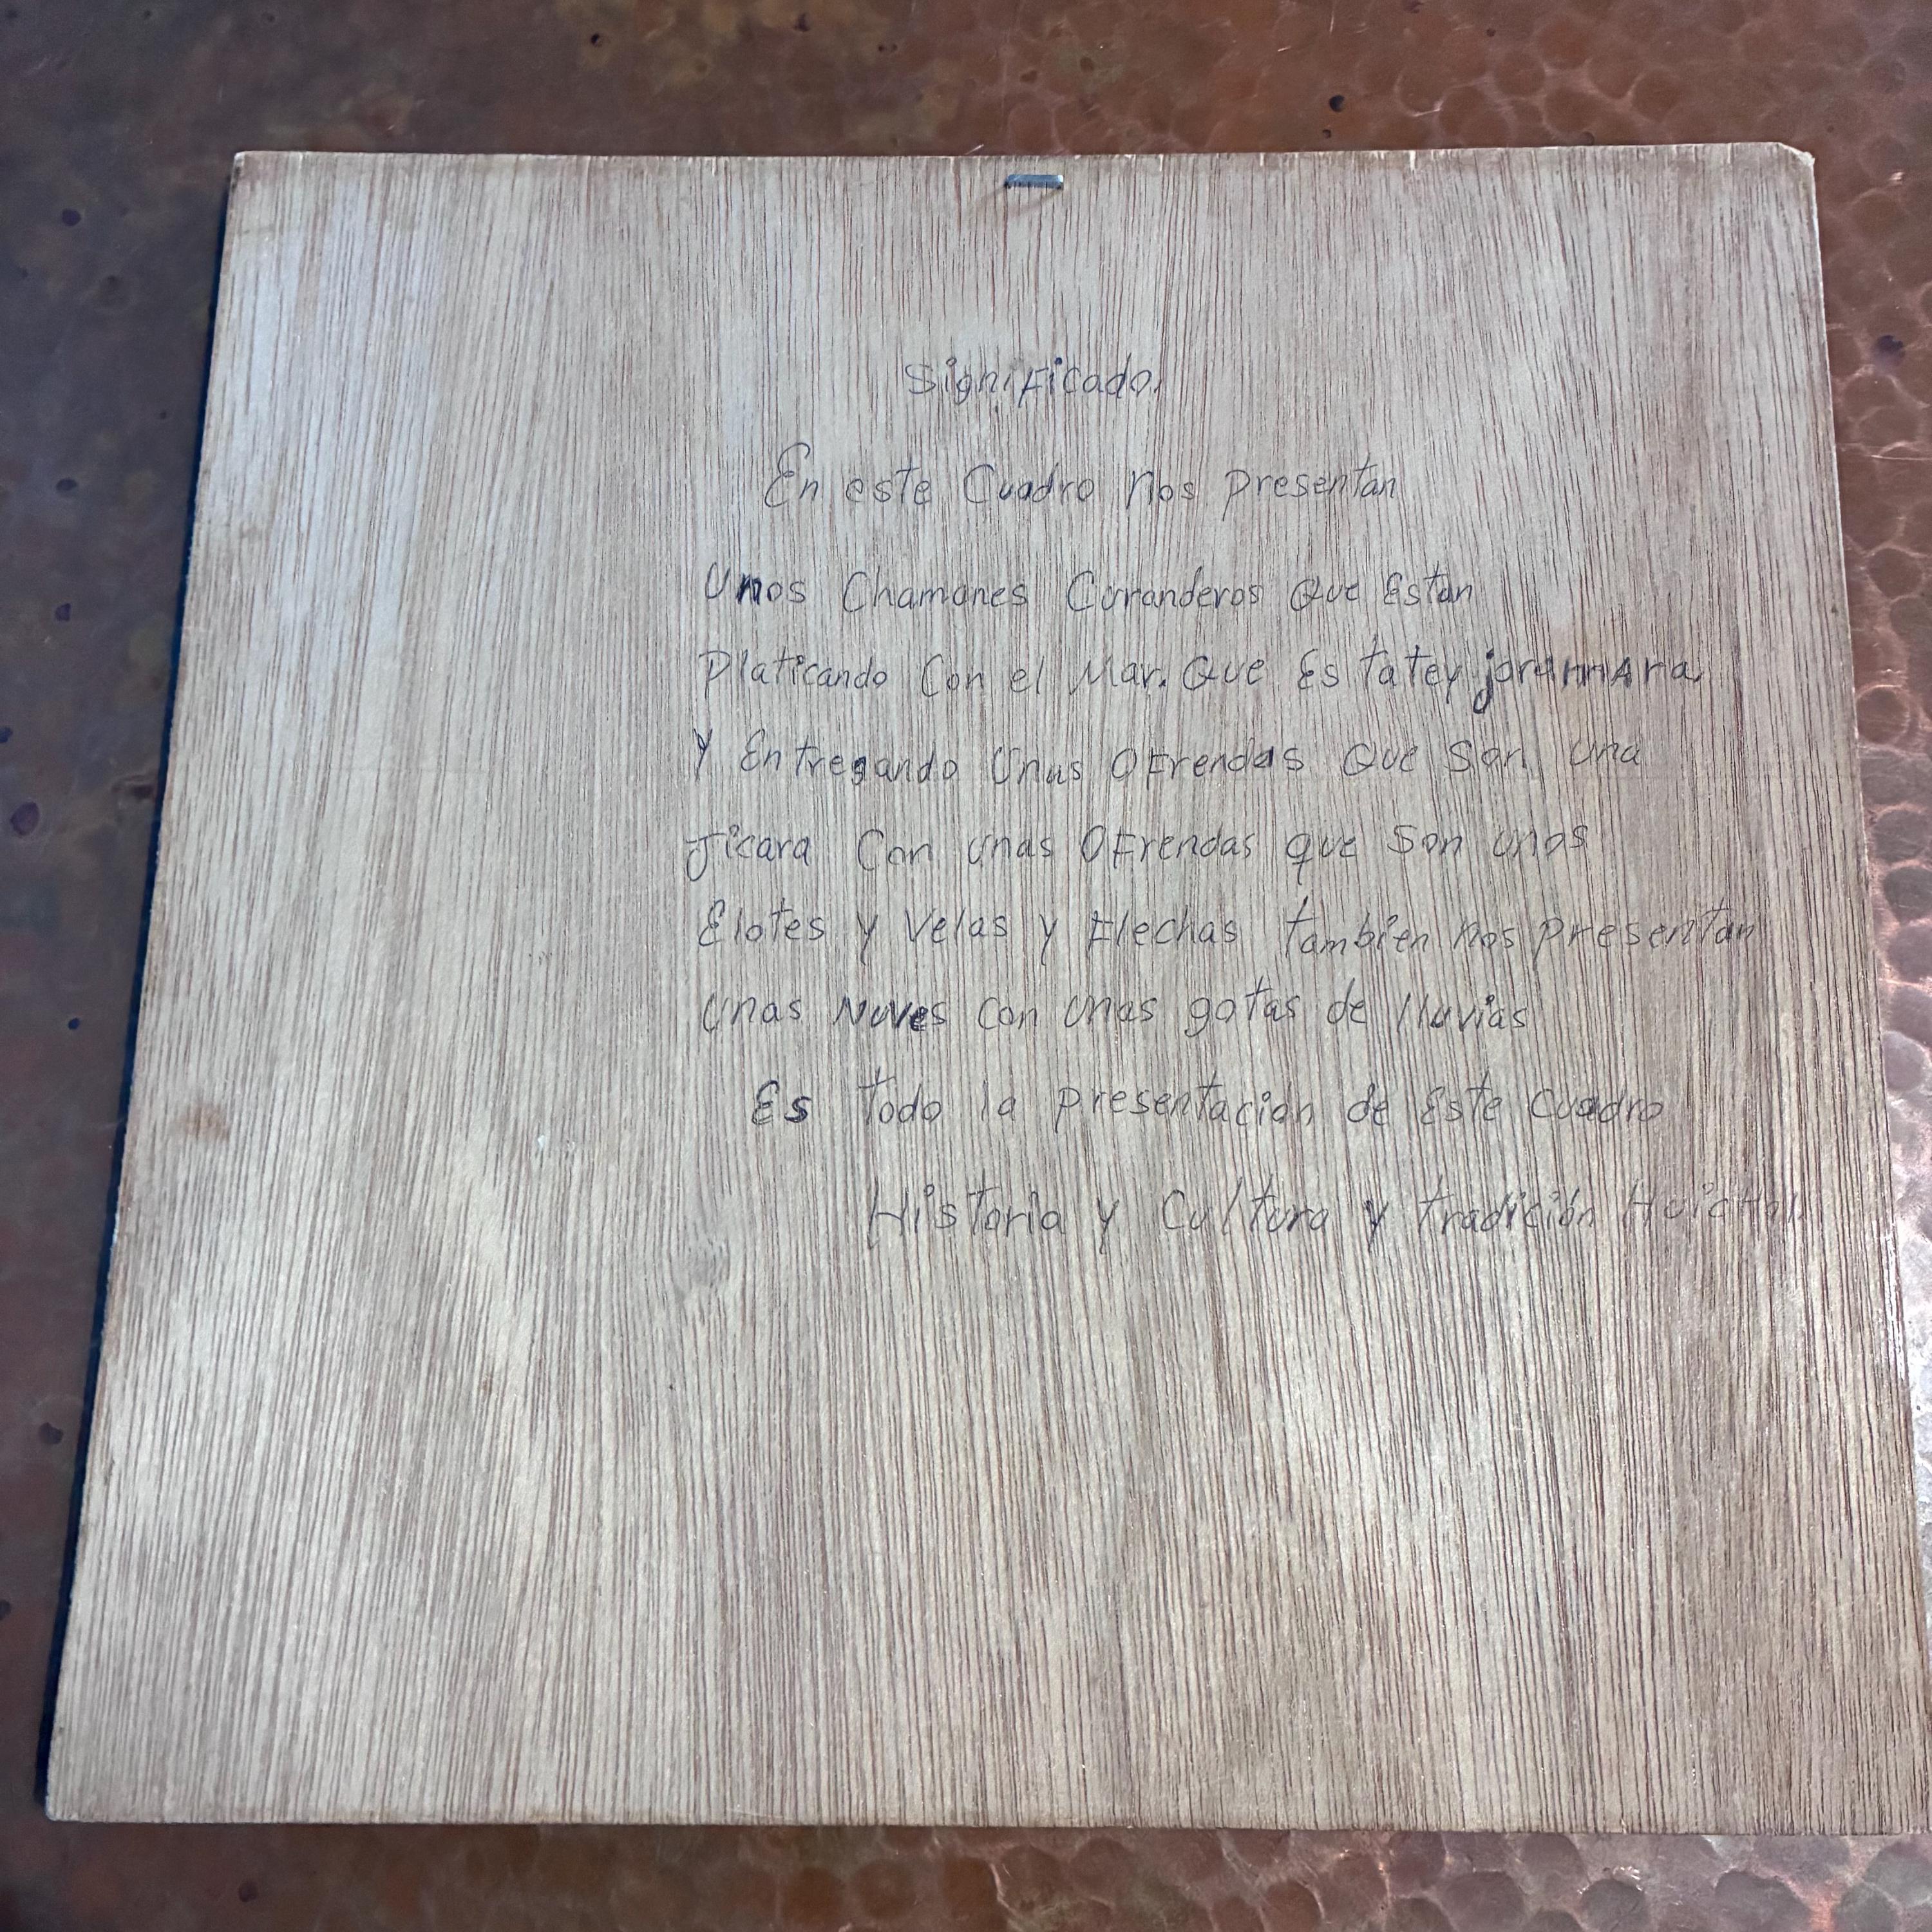 Significado.
En este Cuadro nos presentan
Unos Chamanes Curanderos Que Estan
Platicando Con el Mar. Que Es tatey
Y Entregando Unas OFrendas Que Son Una
Jicara Con Unas OFrendas que Son unos
Elotes y Velas y Flechas tambien nos presentan
Unas Nuves con unas gotas de lluvias
Es todo la presentacion de Este Cuadro
Historia y Cultura y tradición Huichol.